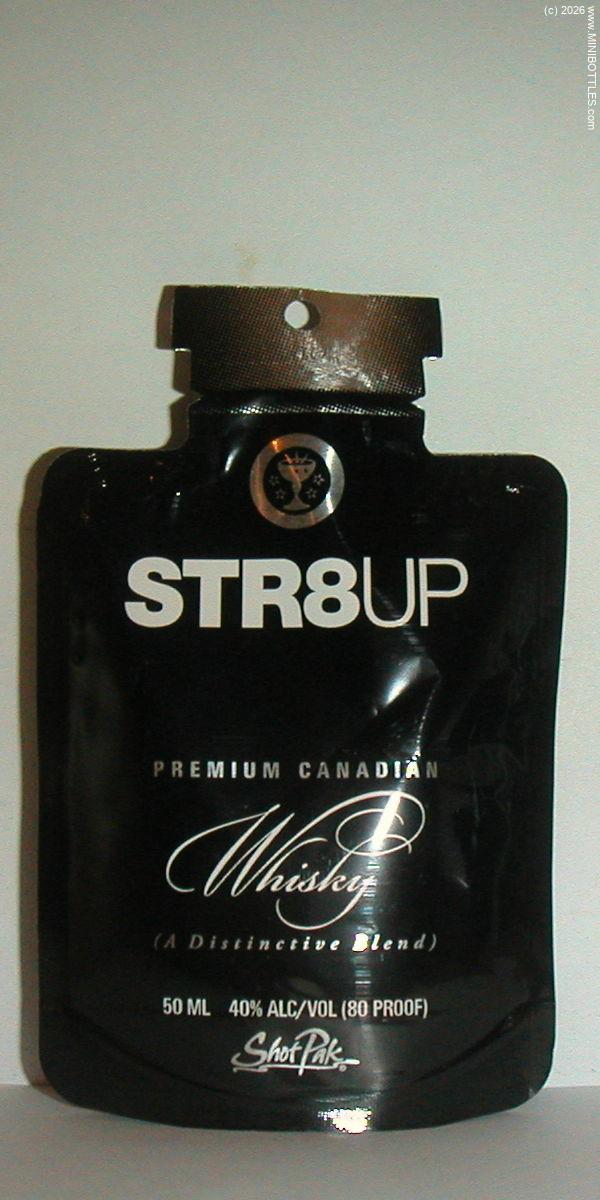 (c) 2026
www.MINIBOTTLES.com
STR8UP
PREMIUM CANADIAN
Whisky
(A Distinctive Blend)
50 ML 40% ALC/VOL (80 PROOF)
ShotPak